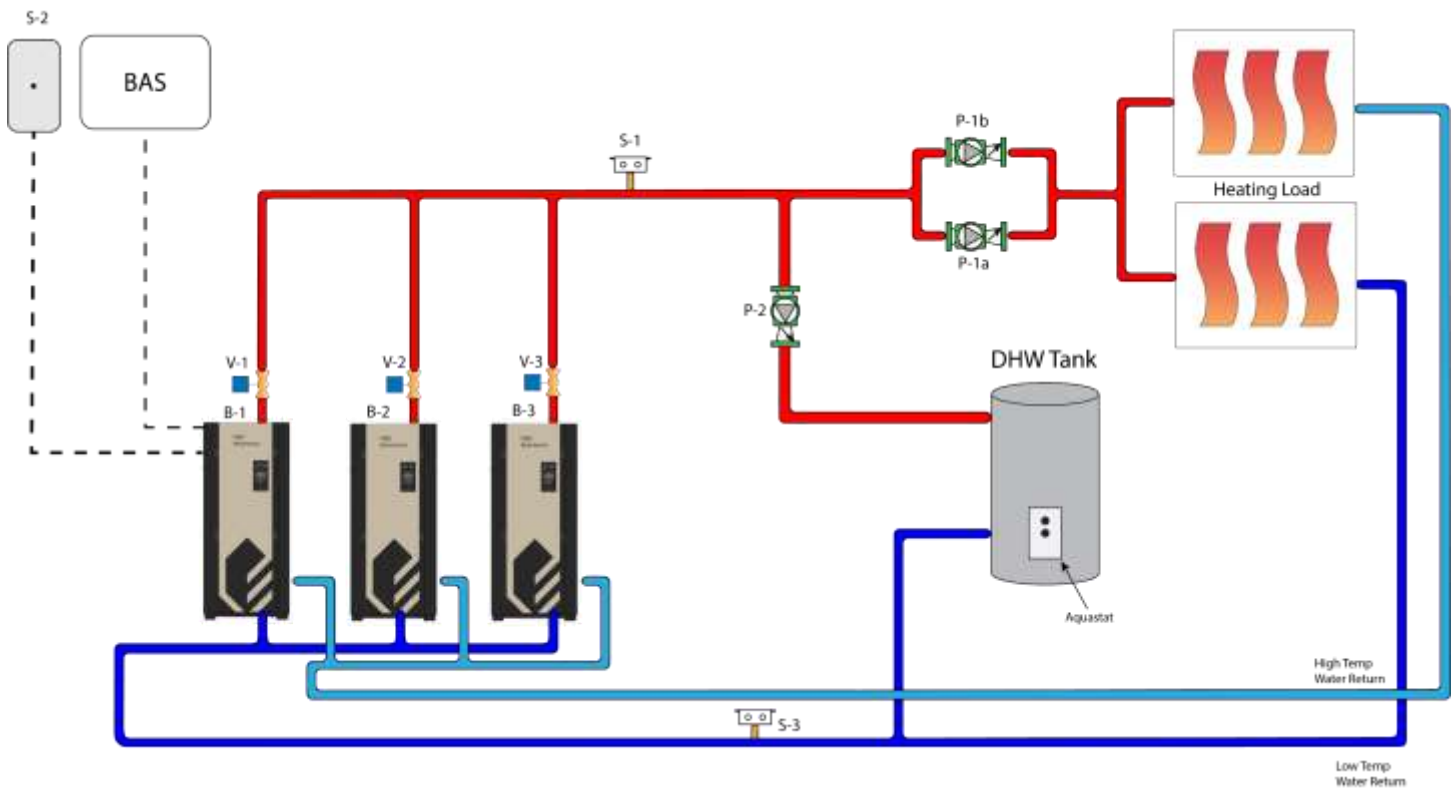 S-2
BAS
S-1
P-1b
P-1a
Heating Load
P-2
V-1
V-2
V-3
B-1
B-2
B-3
DHW Tank
Aquastat
High Temp
Water Return
S-3
Low Temp
Water Return